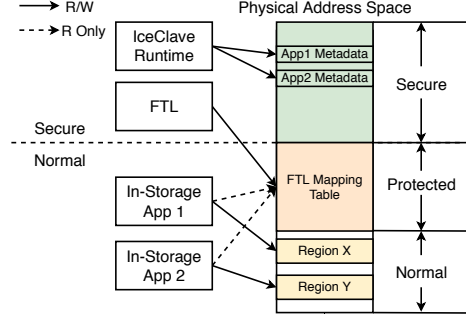 R/W
R Only
Physical Address Space
IceClave
Runtime
App1 Metadata
App2 Metadata
Secure
FTL
Secure
Normal
FTL Mapping
Table
Protected
In-Storage
App 1
In-Storage
App 2
Region X
Region Y
Normal